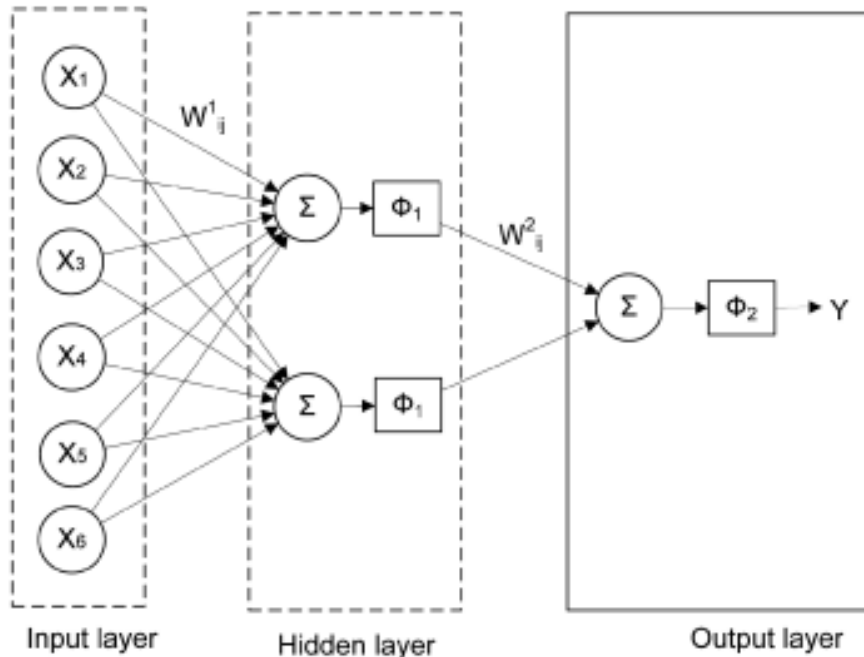 X1
W¹ij
X2
Σ
Φ1
X3
W²ij
Σ
Φ2
Y
X4
Σ
Φ1
X5
X6
Input layer
Hidden layer
Output layer